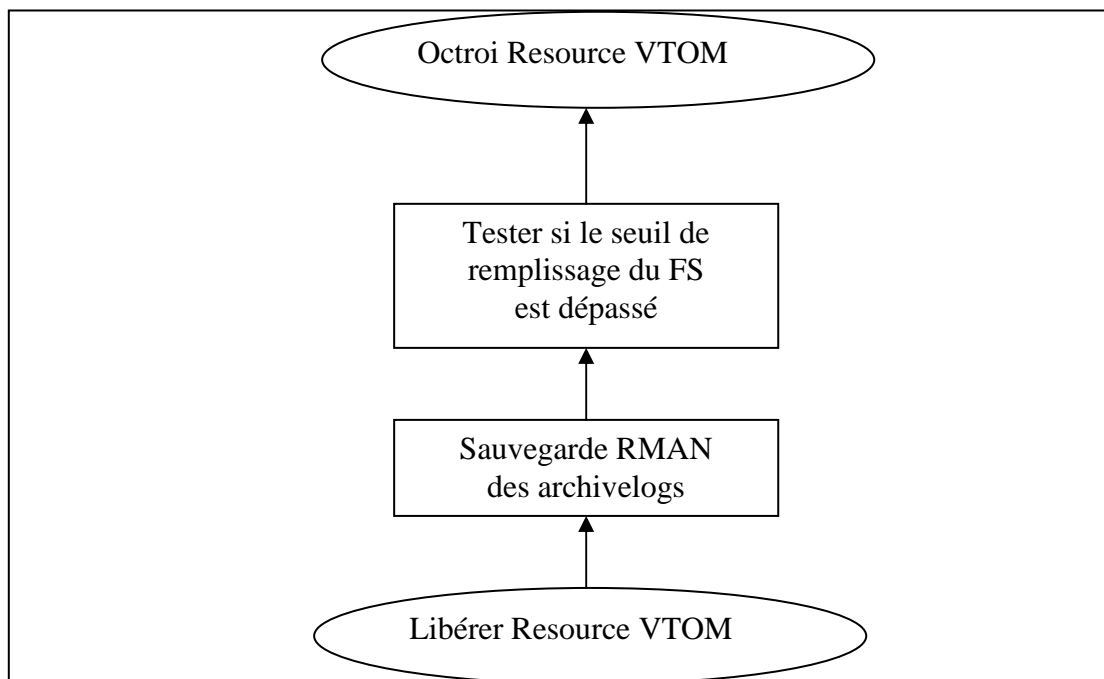 Octroi Resource VTOM
Tester si le seuil de
remplissage du FS
est dépassé
Sauvegarde RMAN
des archivelogs
Libérer Resource VTOM